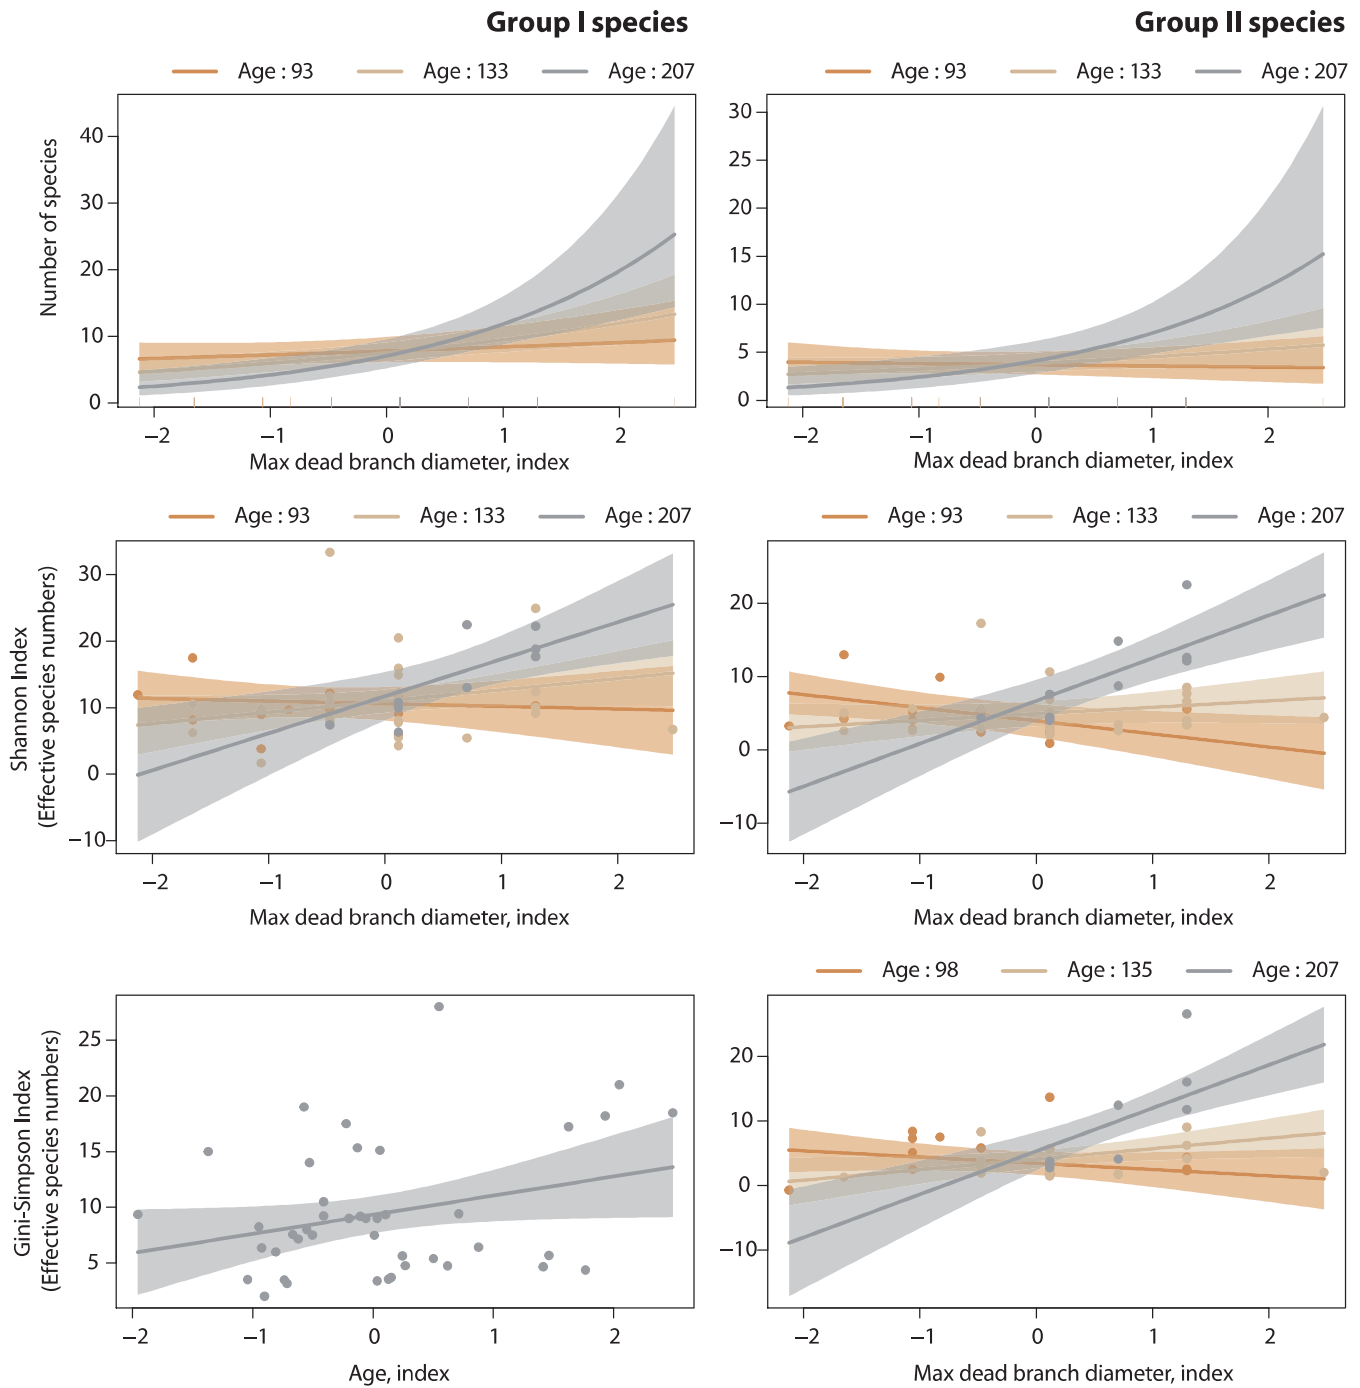 Group I species
Group II species
Age : 93 Age : 133 Age : 207
Age : 93 Age : 133 Age : 207
Number of species
40
30
20
10
0
−2 −1 0 1 2
Max dead branch diameter, index
30
25
20
15
10
5
0
−2 −1 0 1 2
Max dead branch diameter, index
Age : 93 Age : 133 Age : 207
Age : 93 Age : 133 Age : 207
Shannon Index
(Effective species numbers)
30
20
10
0
−10
−2 −1 0 1 2
Max dead branch diameter, index
20
10
0
−10
−2 −1 0 1 2
Max dead branch diameter, index
Age : 98 Age : 135 Age : 207
Gini-Simpson Index
(Effective species numbers)
25
20
15
10
5
−2 −1 0 1 2
Age, index
20
10
0
−10
−2 −1 0 1 2
Max dead branch diameter, index